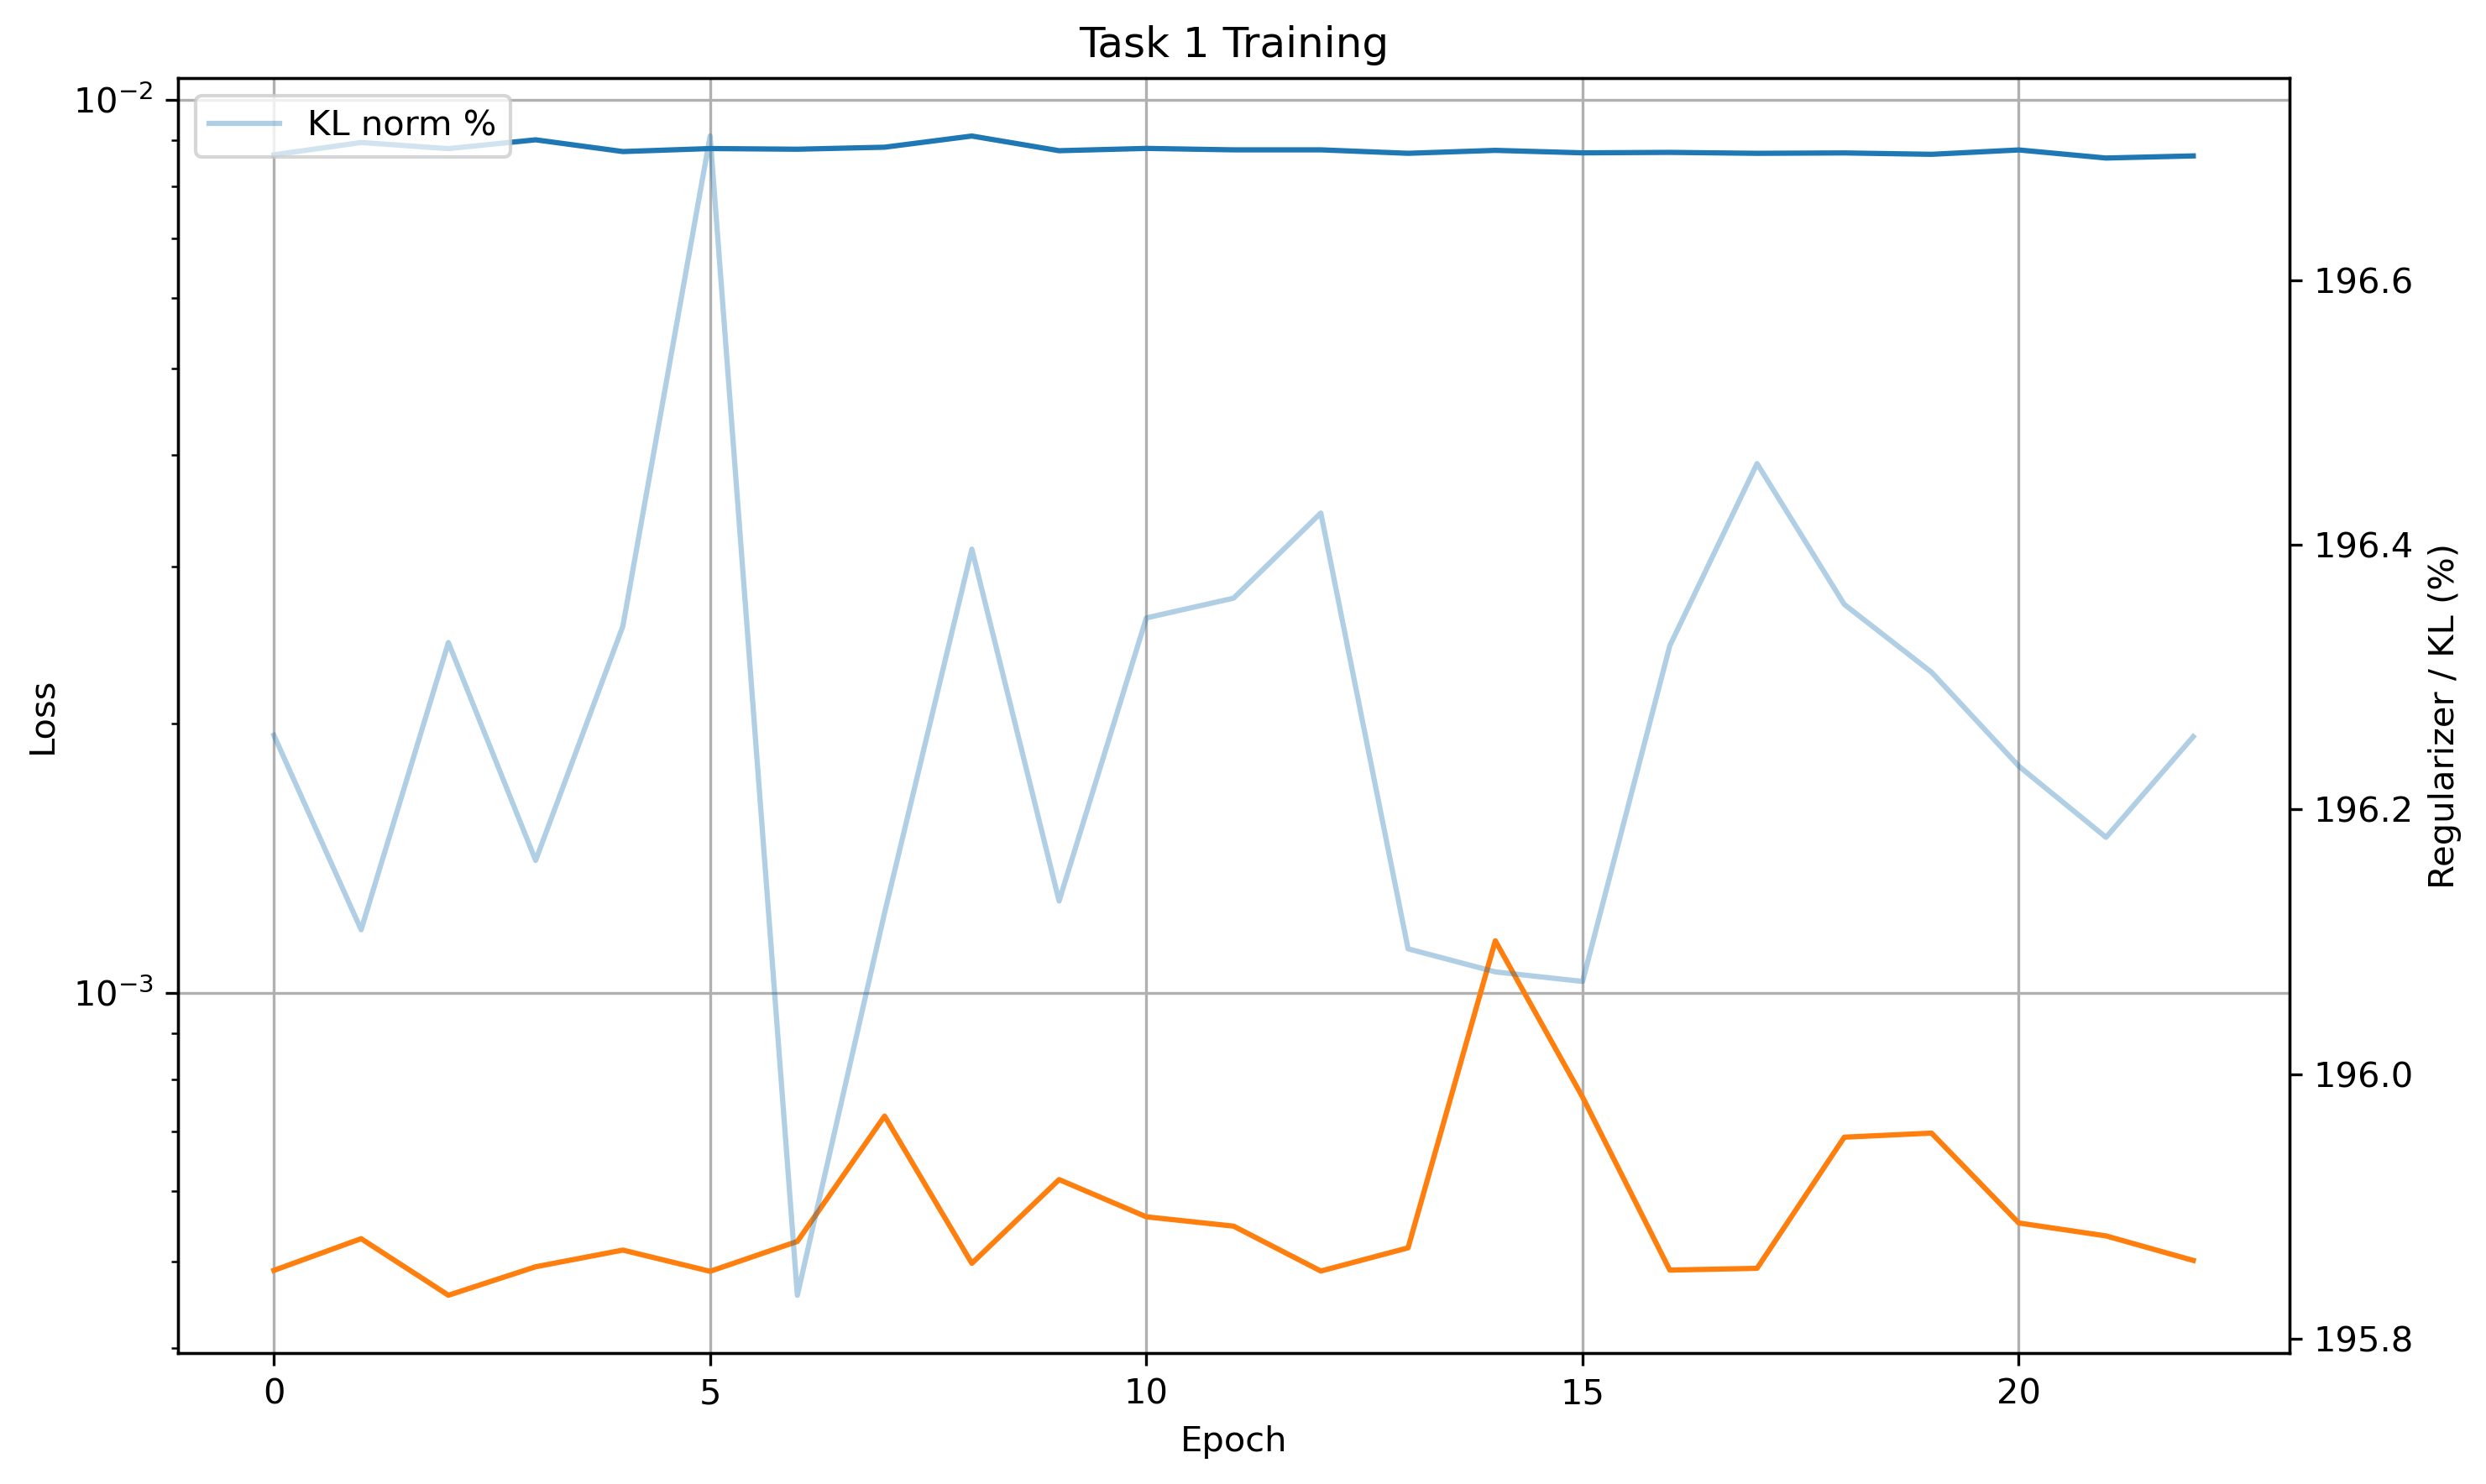 Task 1 Training
KL norm %
10⁻²
10⁻³
Loss
196.6
196.4
196.2
196.0
195.8
Regularizer / KL (%)
0 5 10 15 20
Epoch